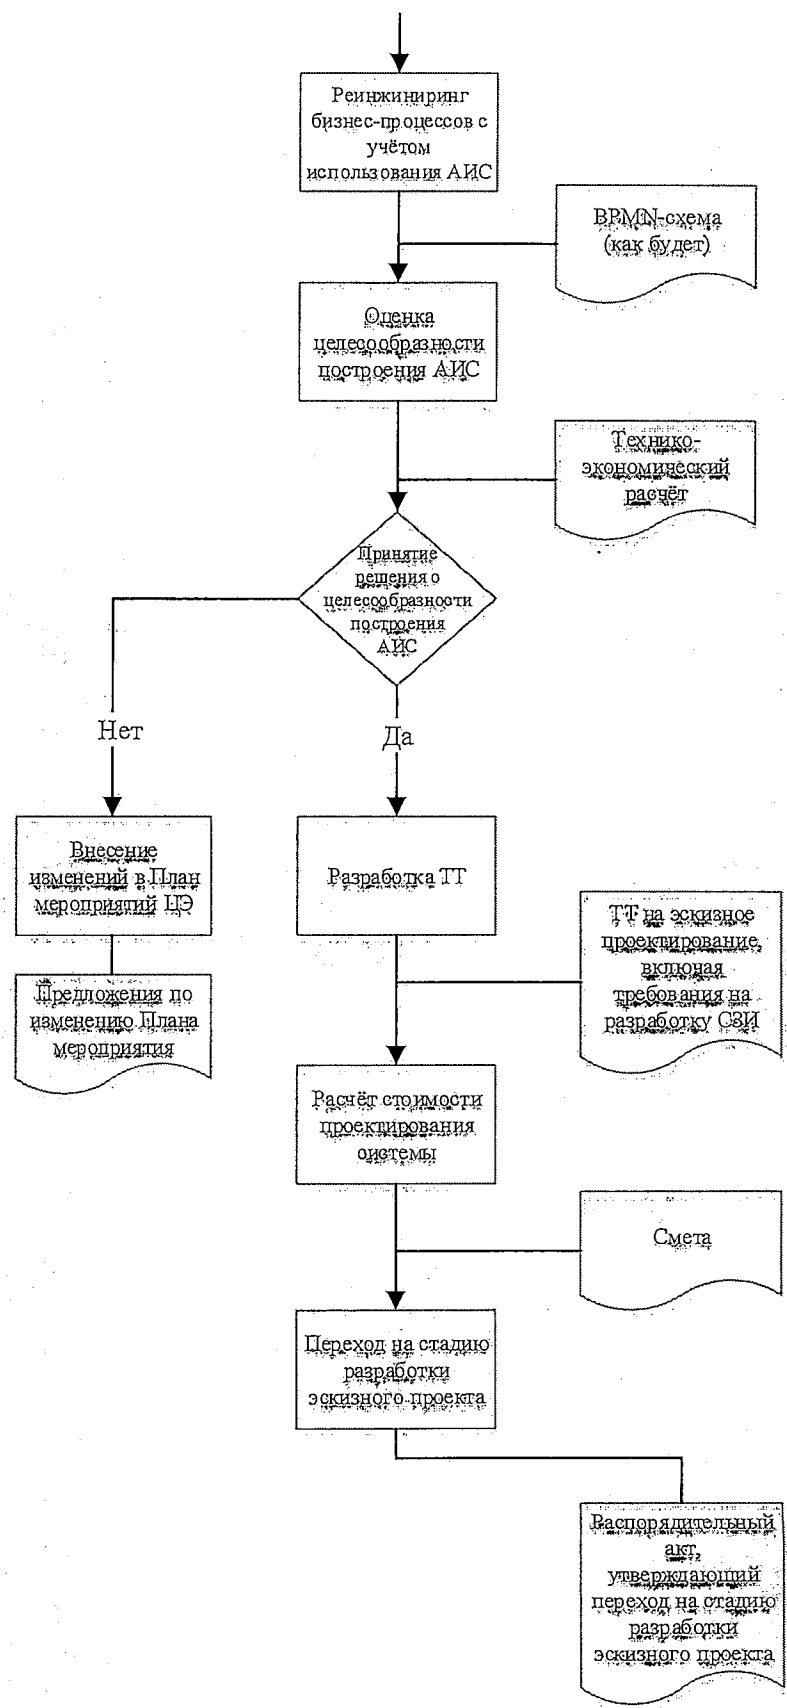 Реинжиниринг
бизнес-процессов с
учётом
использования АИС
BPMN-схема
(как будет)
Оценка
целесообразности
построения АИС
Технико-
экономический
расчёт
Принятие
решения о
целесообразности
построения
АИС
Нет
Да
Внесение
изменений в План
мероприятий ЦЭ
Разработка ТТ
Предложения по
изменению Плана
мероприятия
ТТ на эскизное
проектирование,
включая
требования на
разработку СЗИ
Расчёт стоимости
проектирования
системы
Смета
Переход на стадию
разработки
эскизного проекта
Распорядительный
акт,
утверждающий
переход на стадию
разработки
эскизного проекта